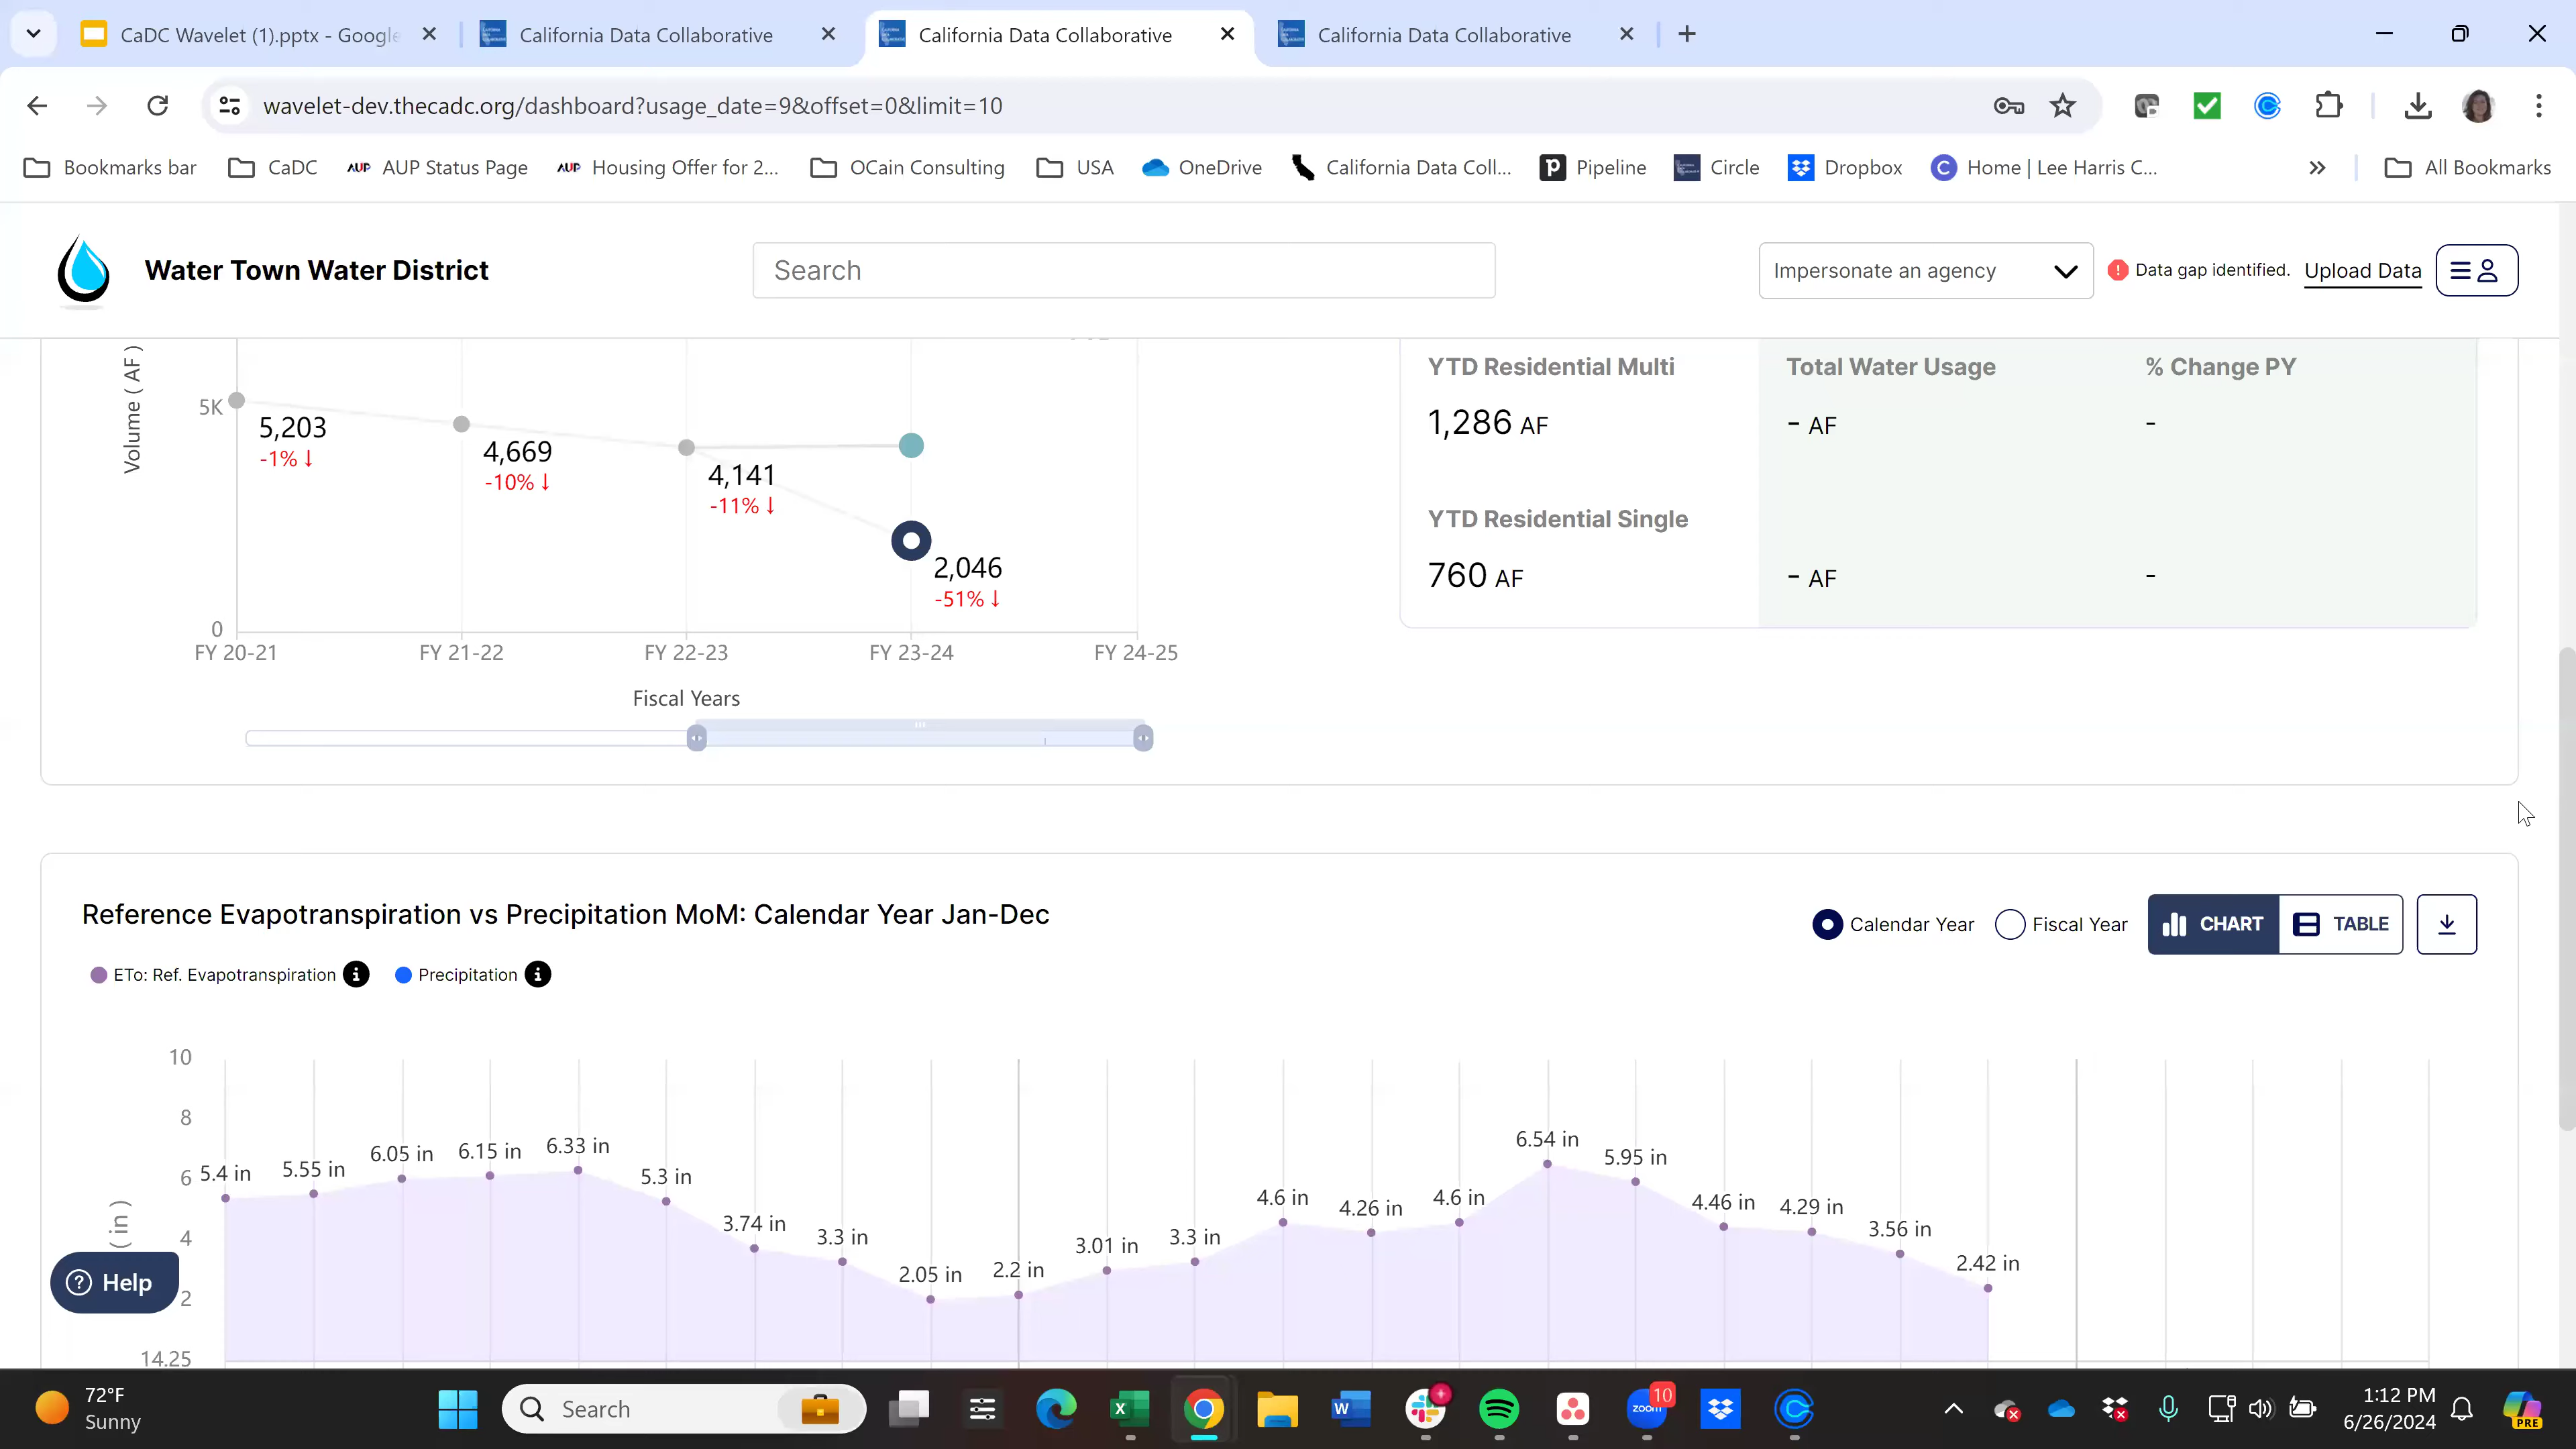 CaDC Wavelet (1).pptx - Google
California Data Collaborative
California Data Collaborative
California Data Collaborative
wavelet-dev.thecadc.org/dashboard?usage_date=9&offset=0&limit=10
Bookmarks bar
CaDC
AUP AUP Status Page
AUP Housing Offer for 2...
OCain Consulting
USA
OneDrive
California Data Coll...
Pipeline
Circle
Dropbox
C Home | Lee Harris C...
All Bookmarks
Water Town Water District
Search
Impersonate an agency
Data gap identified.
Upload Data
Volume ( AF )
5K
0
5,203
-1% ↓
4,669
-10% ↓
4,141
-11% ↓
2,046
-51% ↓
FY 20-21
FY 21-22
FY 22-23
FY 23-24
FY 24-25
Fiscal Years
YTD Residential Multi
Total Water Usage
% Change PY
1,286 AF
- AF
-
YTD Residential Single
760 AF
- AF
-
Reference Evapotranspiration vs Precipitation MoM: Calendar Year Jan-Dec
Calendar Year
Fiscal Year
CHART
TABLE
ETo: Ref. Evapotranspiration
Precipitation
10
8
6
4
2
14.25
( in )
5.4 in
5.55 in
6.05 in
6.15 in
6.33 in
5.3 in
3.74 in
3.3 in
2.05 in
2.2 in
3.01 in
3.3 in
4.6 in
4.26 in
4.6 in
6.54 in
5.95 in
4.46 in
4.29 in
3.56 in
2.42 in
Help
72°F
Sunny
Search
zoom
10
1:12 PM
6/26/2024
PRE